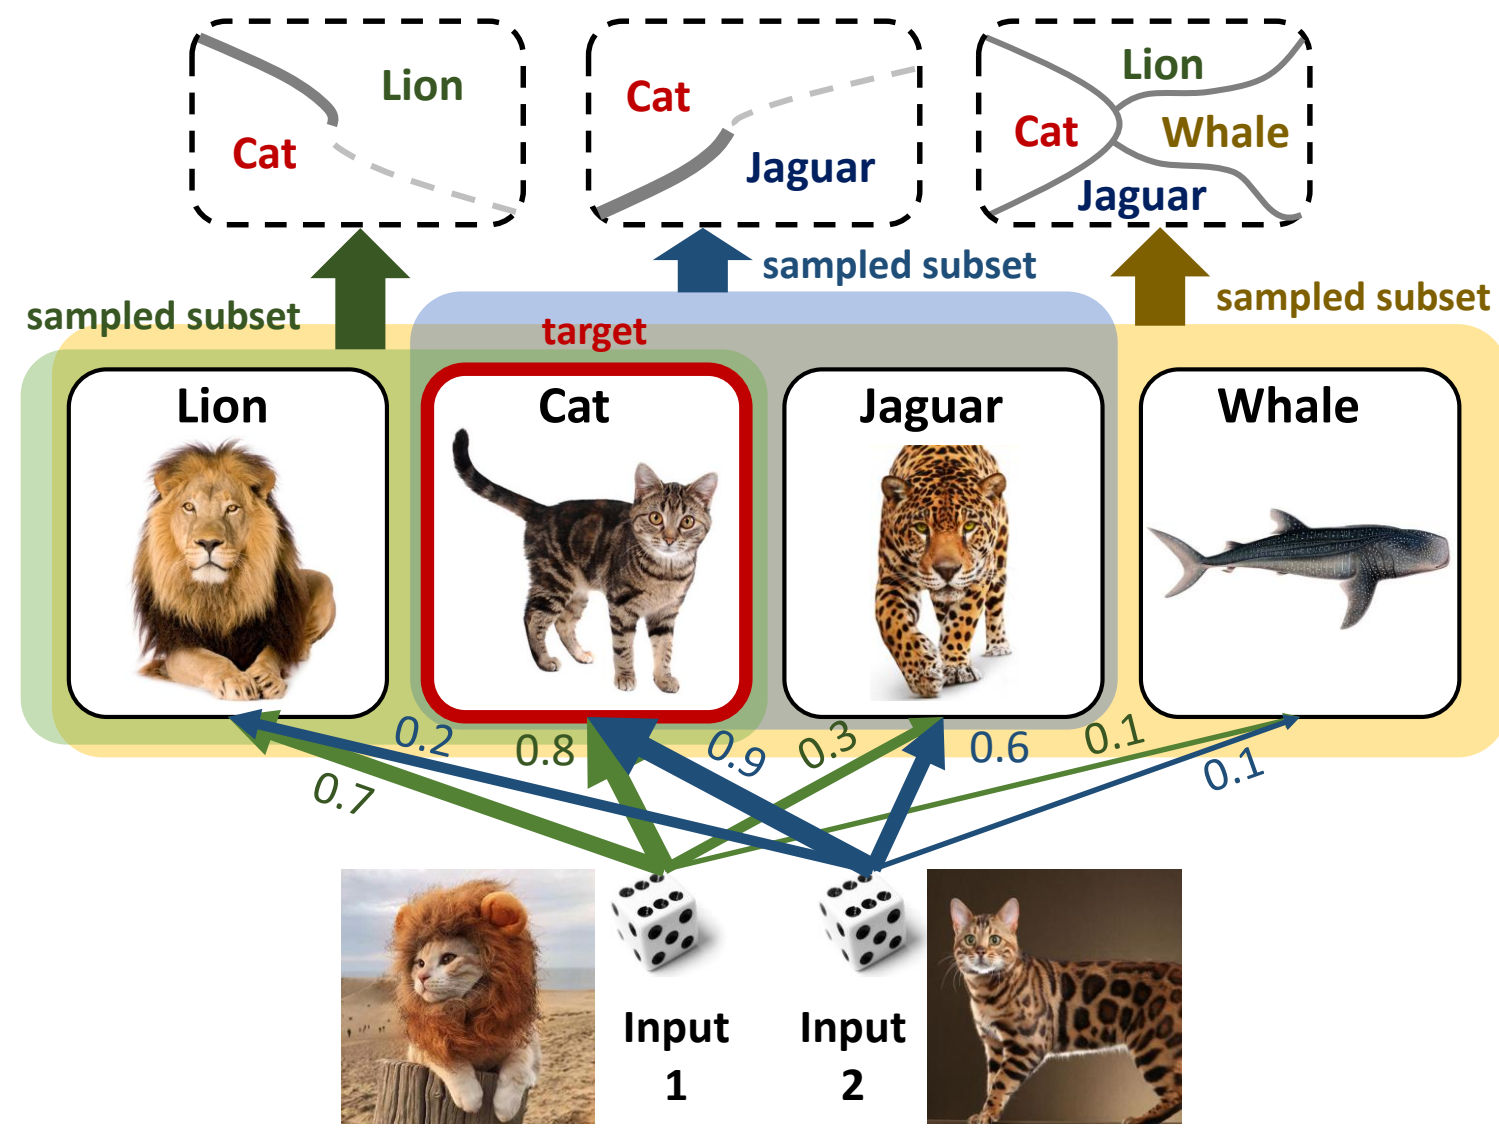 Lion
Cat
Cat
Jaguar
Lion
Cat
Whale
Jaguar
sampled subset
sampled subset
sampled subset
target
Lion
Cat
Jaguar
Whale
0.2
0.8
0.9
0.3
0.6
0.1
0.7
0.1
Input
1
Input
2